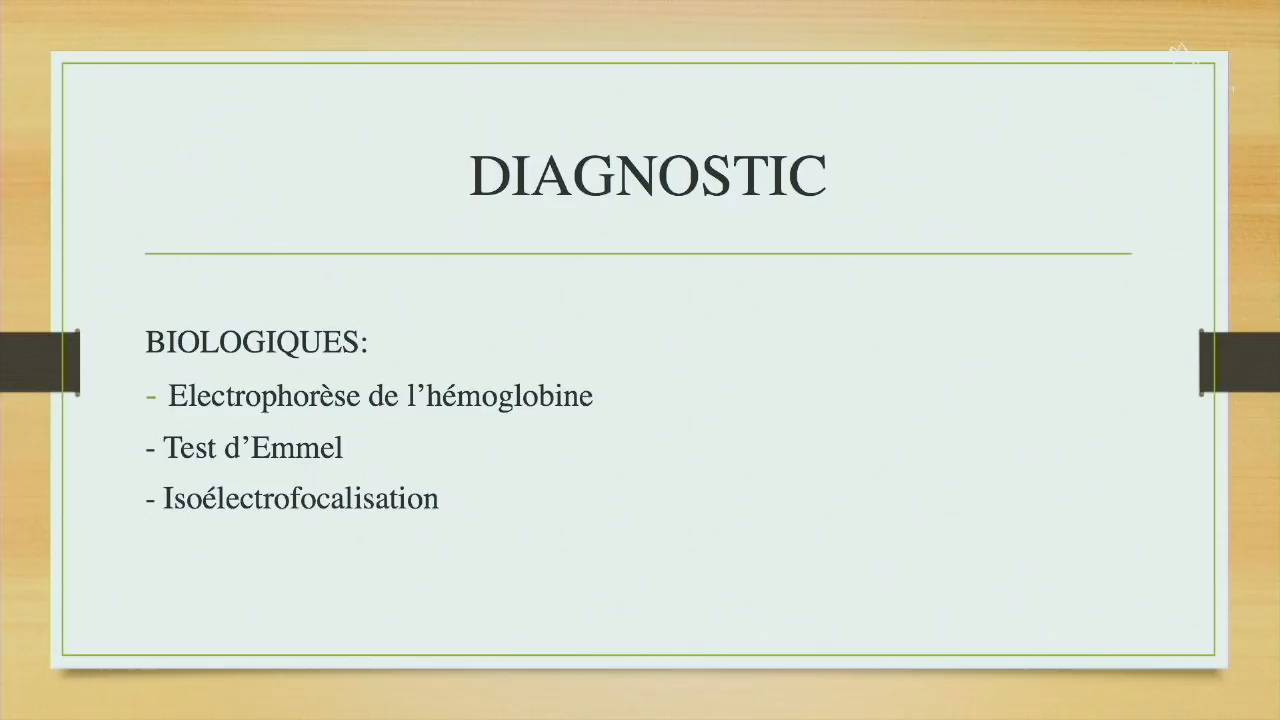 DIAGNOSTIC
BIOLOGIQUES:
- Electrophorèse de l’hémoglobine
- Test d’Emmel
- Isoélectrofocalisation